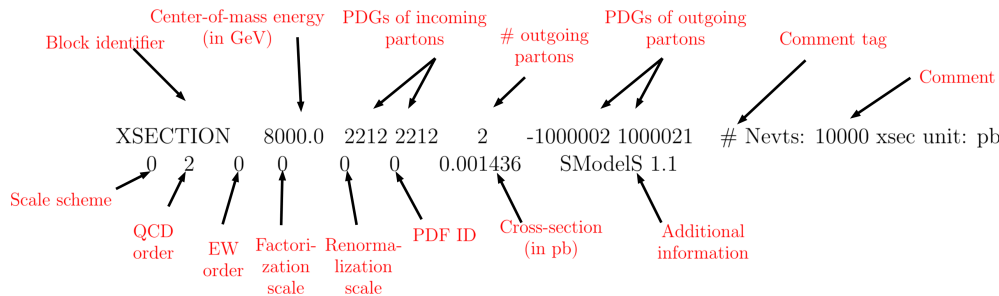 Center-of-mass energy
(in GeV)
PDGs of incoming
partons
PDGs of outgoing
partons
Block identifier
# outgoing
partons
Comment tag
Comment
XSECTION 8000.0 2212 2212 2 -1000002 1000021 # Nevts: 10000 xsec unit: pb
0 2 0 0 0 0 0.001436 SModelS 1.1
Scale scheme
QCD
order
EW
order
Factori-
zation
scale
Renorma-
lization
scale
PDF ID
Cross-section
(in pb)
Additional
information